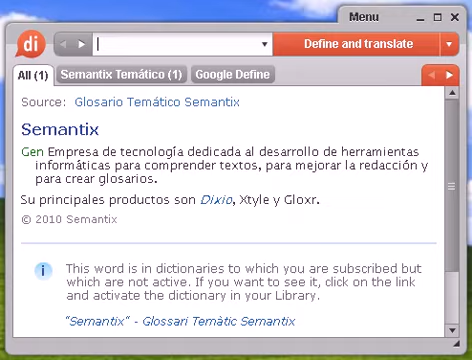 Menu
di
Define and translate
All (1) Semantix Temático (1) Google Define
Source: Glosario Temático Semantix
Semantix
Gen Empresa de tecnología dedicada al desarrollo de herramientas
informáticas para comprender textos, para mejorar la redacción y
para crear glosarios.
Su principales productos son Dixio, Xtyle y Gloxr.
© 2010 Semantix
i
This word is in dictionaries to which you are subscribed but
which are not active. If you want to see it, click on the link
and activate the dictionary in your Library.
"Semantix" - Glossari Temàtic Semantix